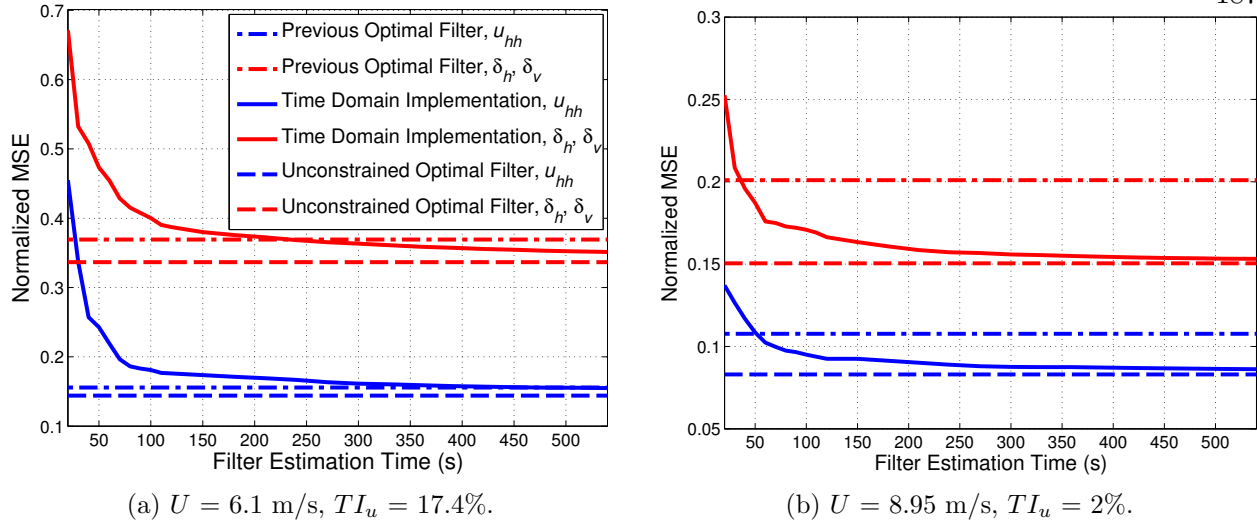 0.7
0.6
0.5
0.4
0.3
0.2
0.1
Normalized MSE
Previous Optimal Filter, u_hh
Previous Optimal Filter, δ_h, δ_v
Time Domain Implementation, u_hh
Time Domain Implementation, δ_h, δ_v
Unconstrained Optimal Filter, u_hh
Unconstrained Optimal Filter, δ_h, δ_v
50 100 150 200 250 300 350 400 450 500
Filter Estimation Time (s)
(a) U = 6.1 m/s, TI_u = 17.4%.
0.3
0.25
0.2
0.15
0.1
0.05
Normalized MSE
50 100 150 200 250 300 350 400 450 500
Filter Estimation Time (s)
(b) U = 8.95 m/s, TI_u = 2%.